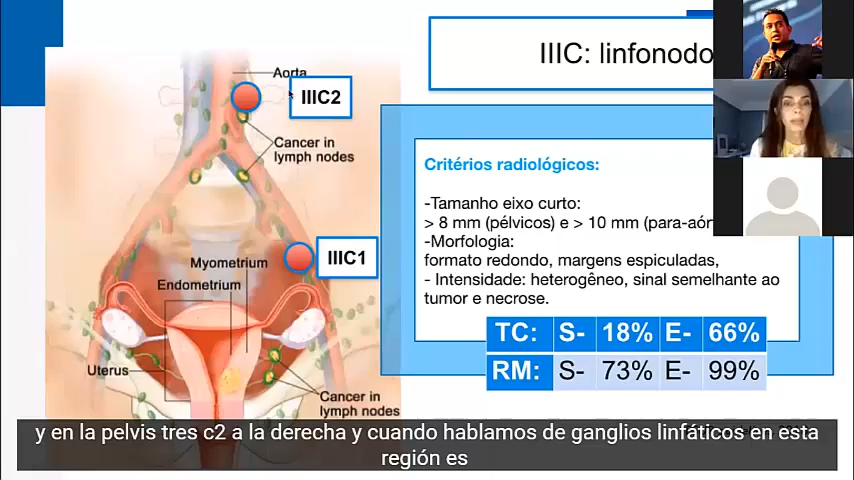 IIIC: linfonodo
Aorta
IIIC2
Cancer in
lymph nodes
Critérios radiológicos:
-Tamanho eixo curto:
> 8 mm (pélvicos) e > 10 mm (para-aór
-Morfologia:
formato redondo, margens espiculadas,
- Intensidade: heterogêneo, sinal semelhante ao
tumor e necrose.
IIIC1
Myometrium
Endometrium
Uterus
Cancer in
lymph nodes
TC: S- 18% E- 66%
RM: S- 73% E- 99%
y en la pelvis tres c2 a la derecha y cuando hablamos de ganglios linfáticos en esta
región es